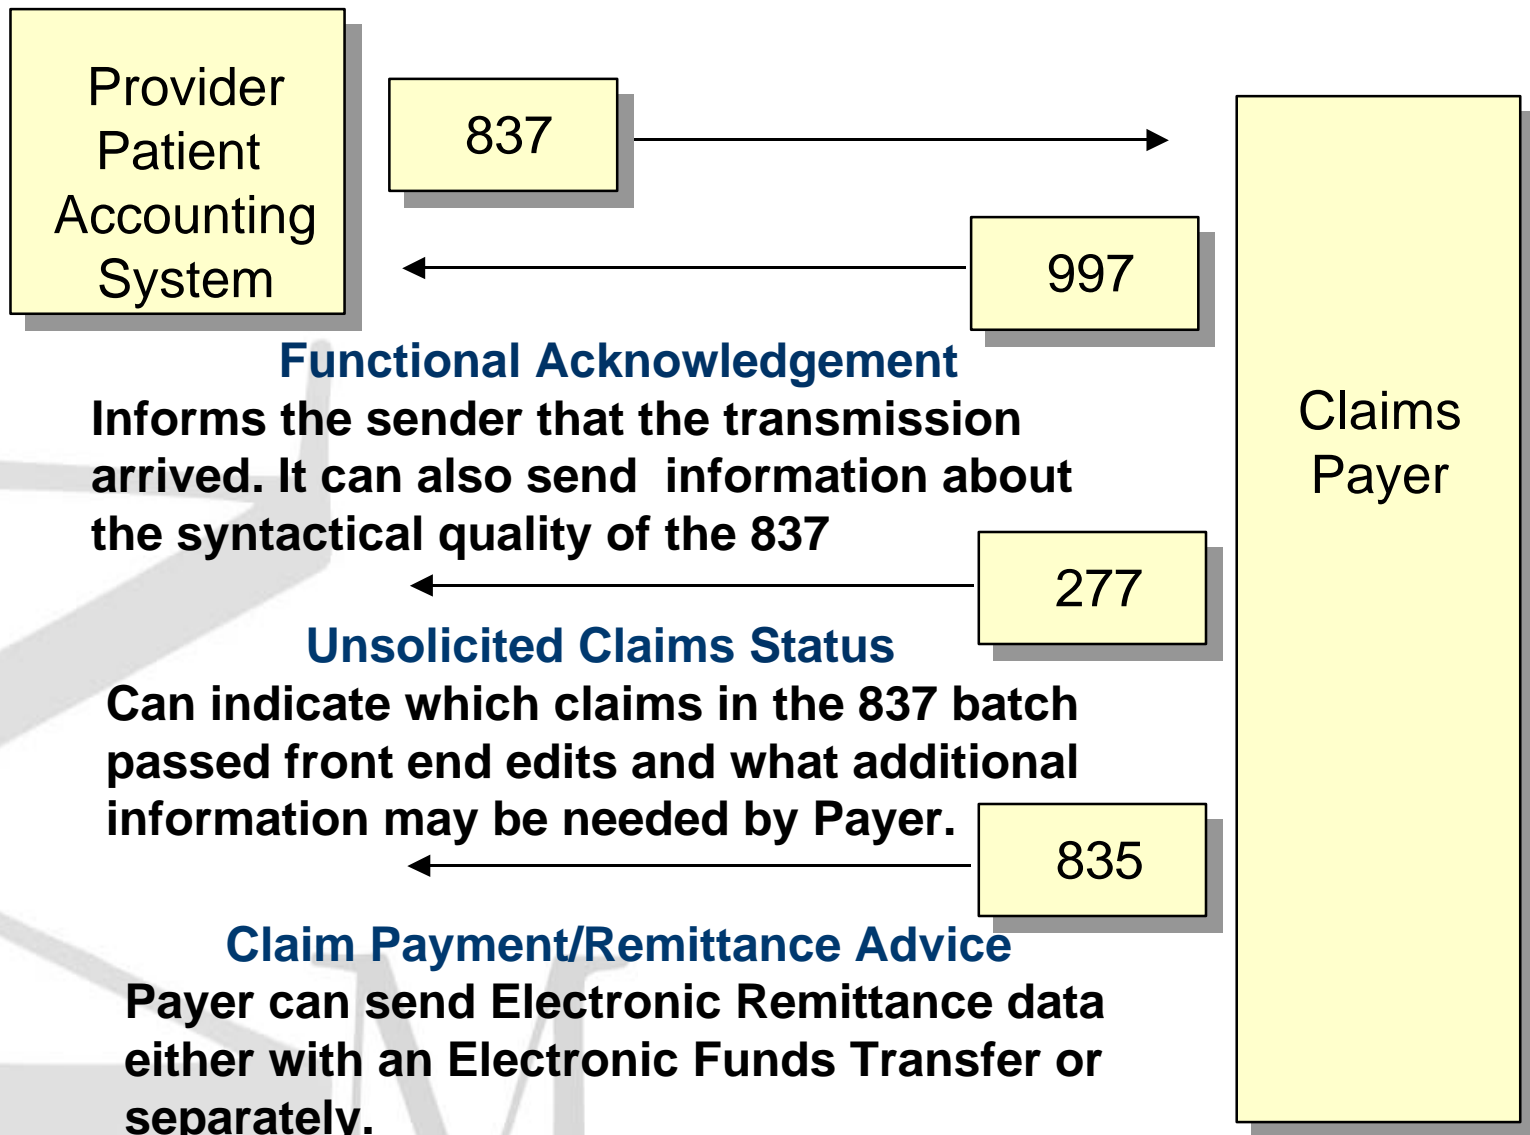 Provider
Patient
Accounting
System
837
997
Functional Acknowledgement
Informs the sender that the transmission
arrived. It can also send  information about
the syntactical quality of the 837
Claims
Payer
277
Unsolicited Claims Status
Can indicate which claims in the 837 batch
passed front end edits and what additional
information may be needed by Payer.
835
Claim Payment/Remittance Advice
Payer can send Electronic Remittance data
either with an Electronic Funds Transfer or
separately.